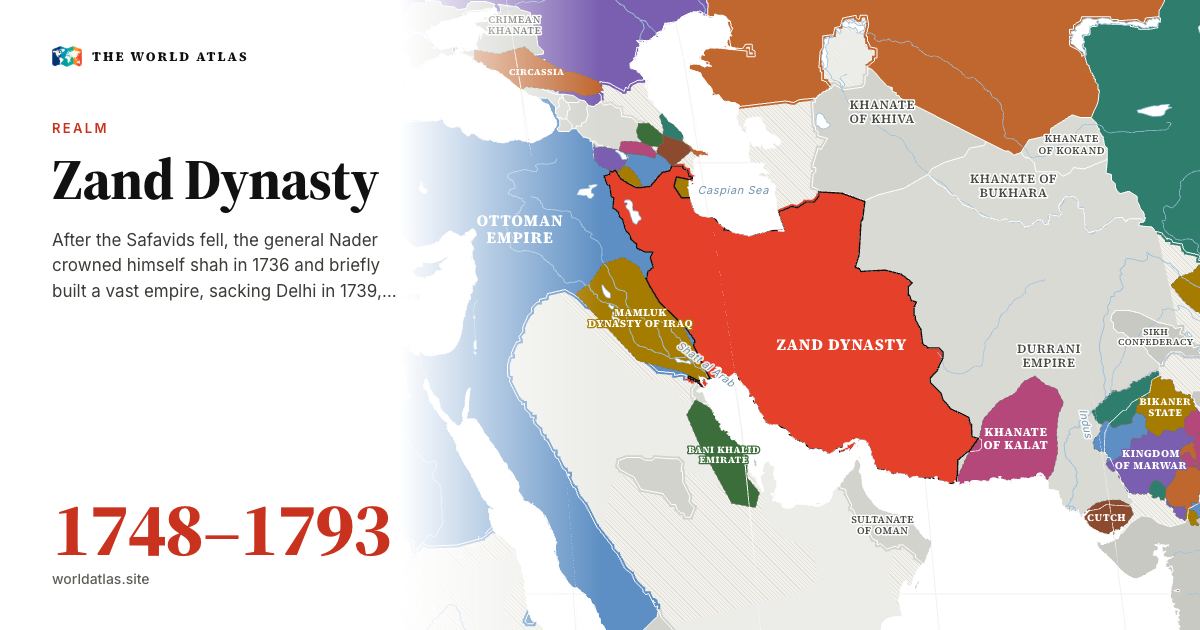 THE WORLD ATLAS
REALM
Zand Dynasty
After the Safavids fell, the general Nader
crowned himself shah in 1736 and briefly
built a vast empire, sacking Delhi in 1739,...
1748–1793
worldatlas.site
CRIMEAN
KHANATE
CIRCASSIA
KHANATE
OF KHIVA
KHANATE
OF KOKAND
KHANATE OF
BUKHARA
Caspian Sea
OTTOMAN
EMPIRE
MAMLUK
DYNASTY OF IRAQ
Shatt al Arab
ZAND DYNASTY
DURRANI
EMPIRE
SIKH
CONFEDERACY
BIKANER
STATE
Indus
KHANATE
OF KALAT
KINGDOM
OF MARWAR
BANI KHALID
EMIRATE
SULTANATE
OF OMAN
CUTCH